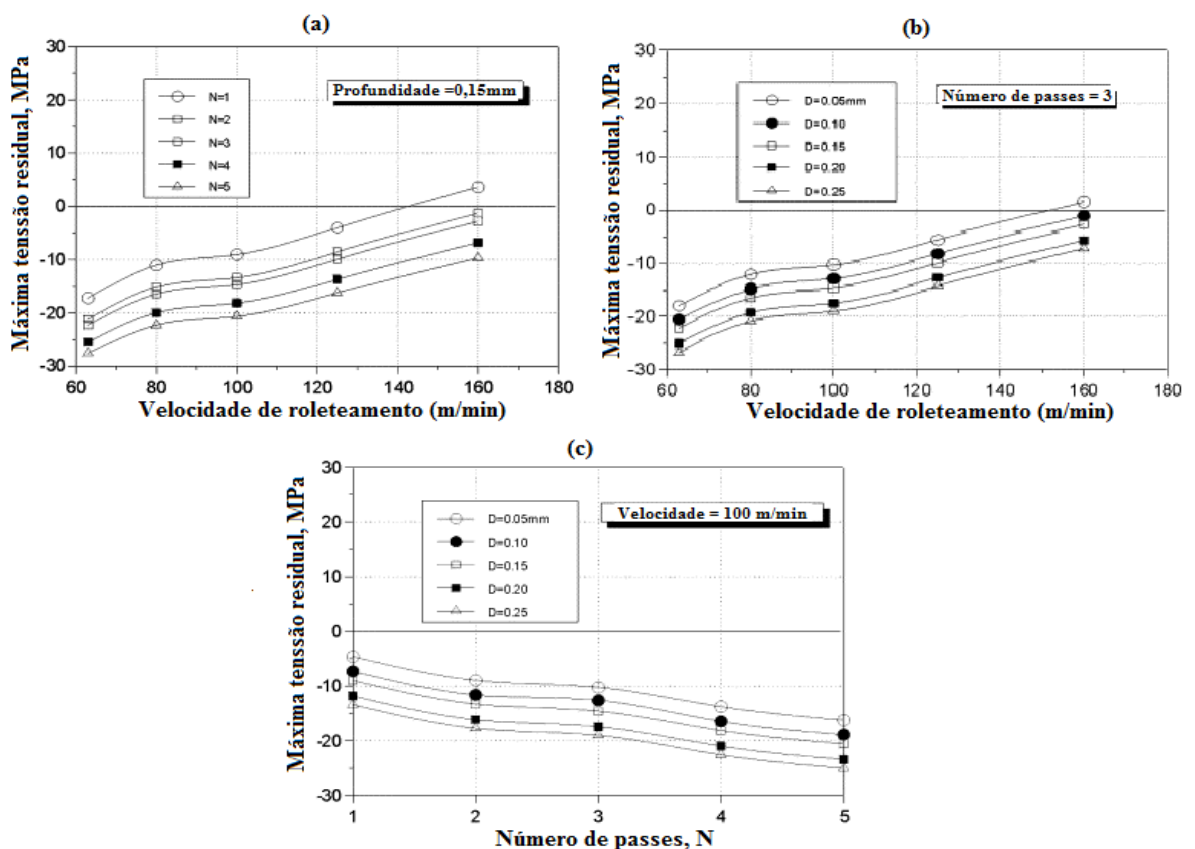 (a)
Máxima tenssão residual, MPa
30
20
10
0
-10
-20
-30
N=1
N=2
N=3
N=4
N=5
Profundidade =0,15mm
60 80 100 120 140 160 180
Velocidade de roleteamento (m/min)
(b)
Máxima tenssão residual, MPa
30
20
10
0
-10
-20
-30
D=0.05mm
D=0.10
D=0.15
D=0.20
D=0.25
Número de passes = 3
60 80 100 120 140 160 180
Velocidade de roleteamento (m/min)
(c)
Máxima tenssão residual, MPa
30
20
10
0
-10
-20
-30
D=0.05mm
D=0.10
D=0.15
D=0.20
D=0.25
Velocidade = 100 m/min
1 2 3 4 5
Número de passes, N